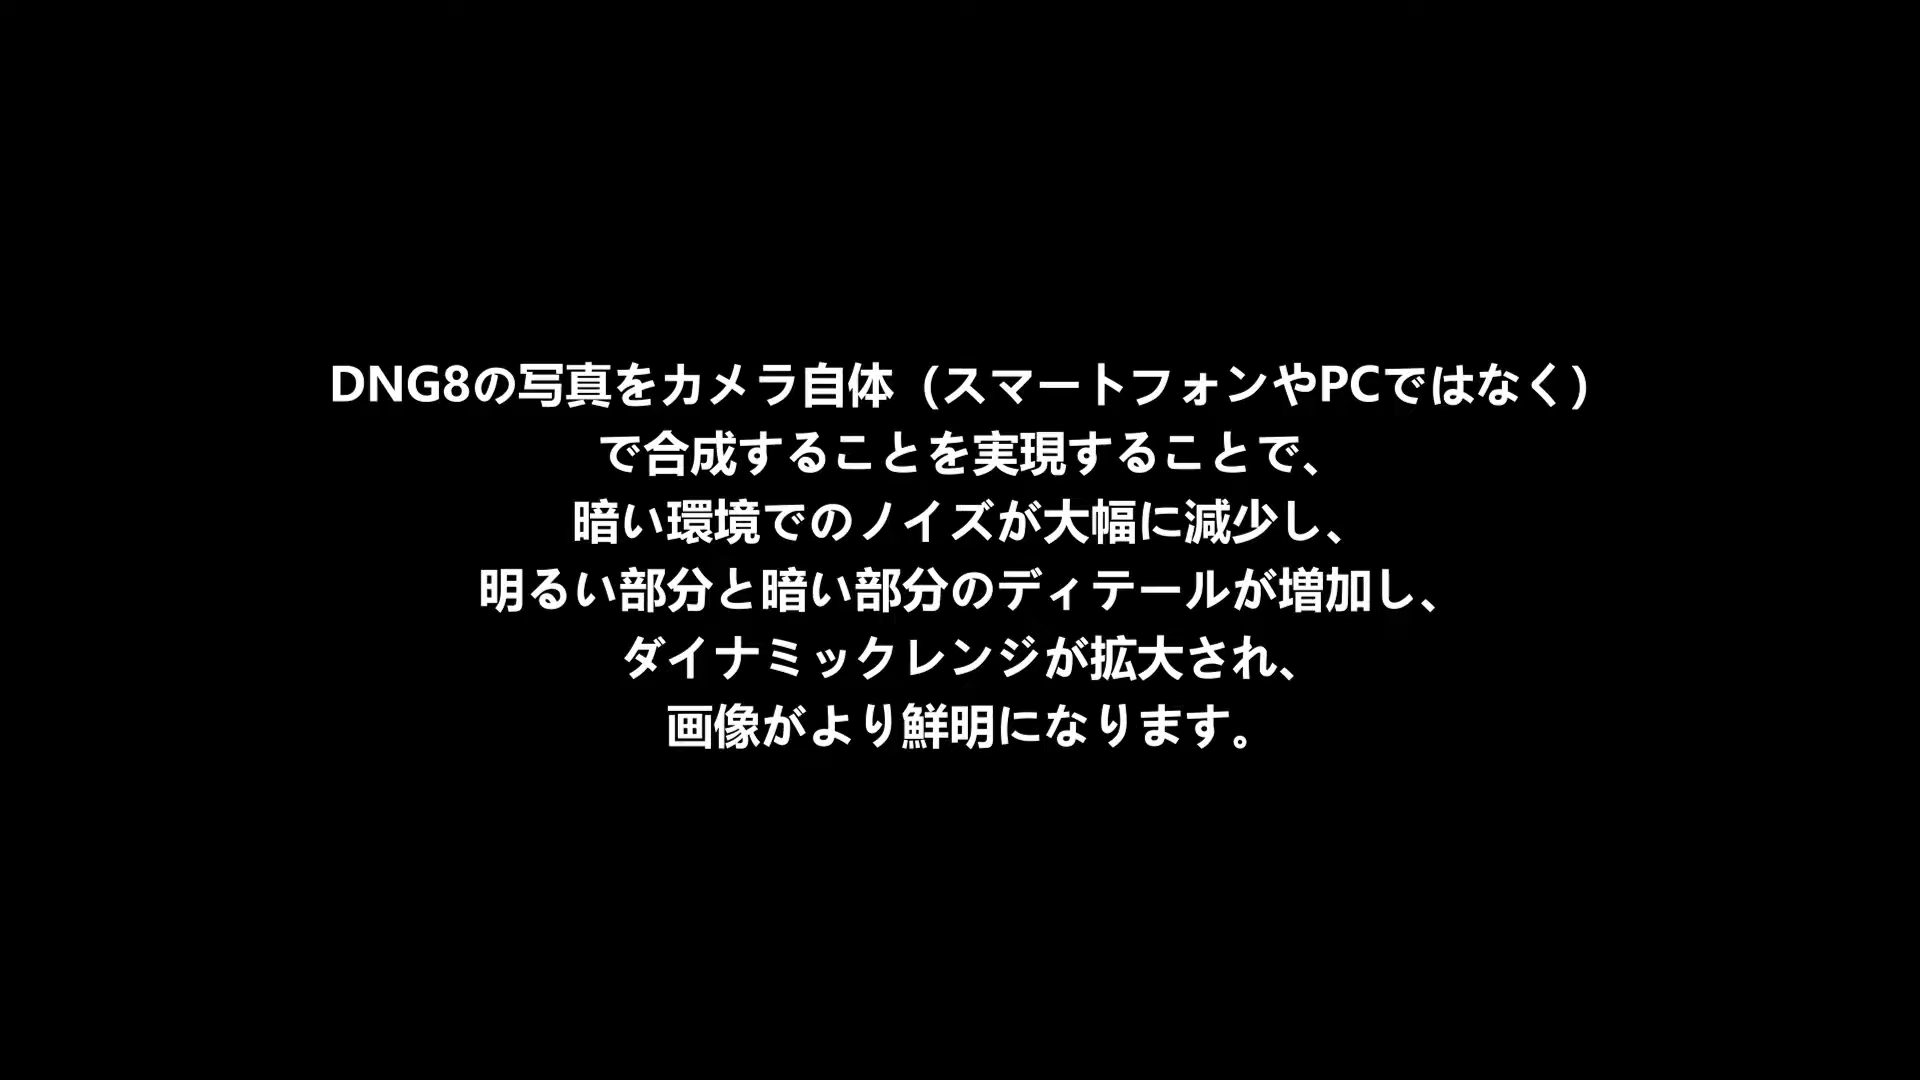 DNG8の写真をカメラ自体（スマートフォンやPCではなく）
で合成することを実現することで、
暗い環境でのノイズが大幅に減少し、
明るい部分と暗い部分のディテールが増加し、
ダイナミックレンジが拡大され、
画像がより鮮明になります。